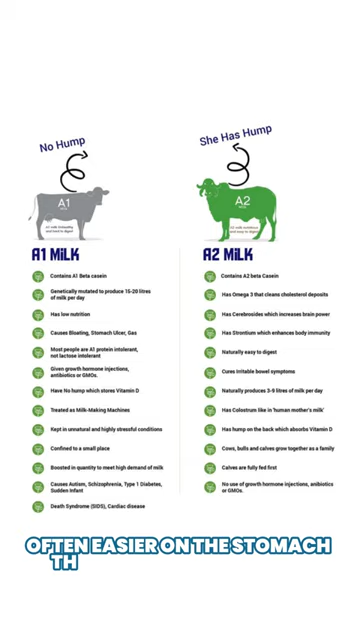 No Hump
She Has Hump
A1
A2
A1 MiLK
Contains A1 Beta casein
Genetically mutated to produce 15-20 litres
of milk per day
Has low nutrition
Causes Bloating, Stomach Ulcer, Gas
Most people are A1 protein intolerant,
not lactose intolerant
Given growth hormone injections,
antibiotics or GMOs.
Have No hump which stores Vitamin D
Treated as Milk-Making Machines
Kept in unnatural and highly stressful conditions
Confined to a small place
Boosted in quantity to meet high demand of milk
Causes Autism, Schizophrenia, Type 1 Diabetes,
Sudden Infant
Death Syndrome (SIDS), Cardiac disease
A2 MiLK
Contains A2 beta Casein
Has Omega 3 that cleans cholesterol deposits
Has Cerebrosides which increases brain power
Has Strontium which enhances body immunity
Naturally easy to digest
Cures Irritable bowel symptoms
Naturally produces 3-9 litres of milk per day
Has Colostrum like in 'human mother's milk'
Has hump on the back which absorbs Vitamin D
Cows, bulls and calves grow together as a family
Calves are fully fed first
No use of growth hormone injections, anibiotics
or GMOs.
OFTEN EASIER ON THE STOMACH
TH